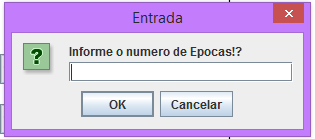 Entrada
Informe o numero de Epocas!?
OK
Cancelar